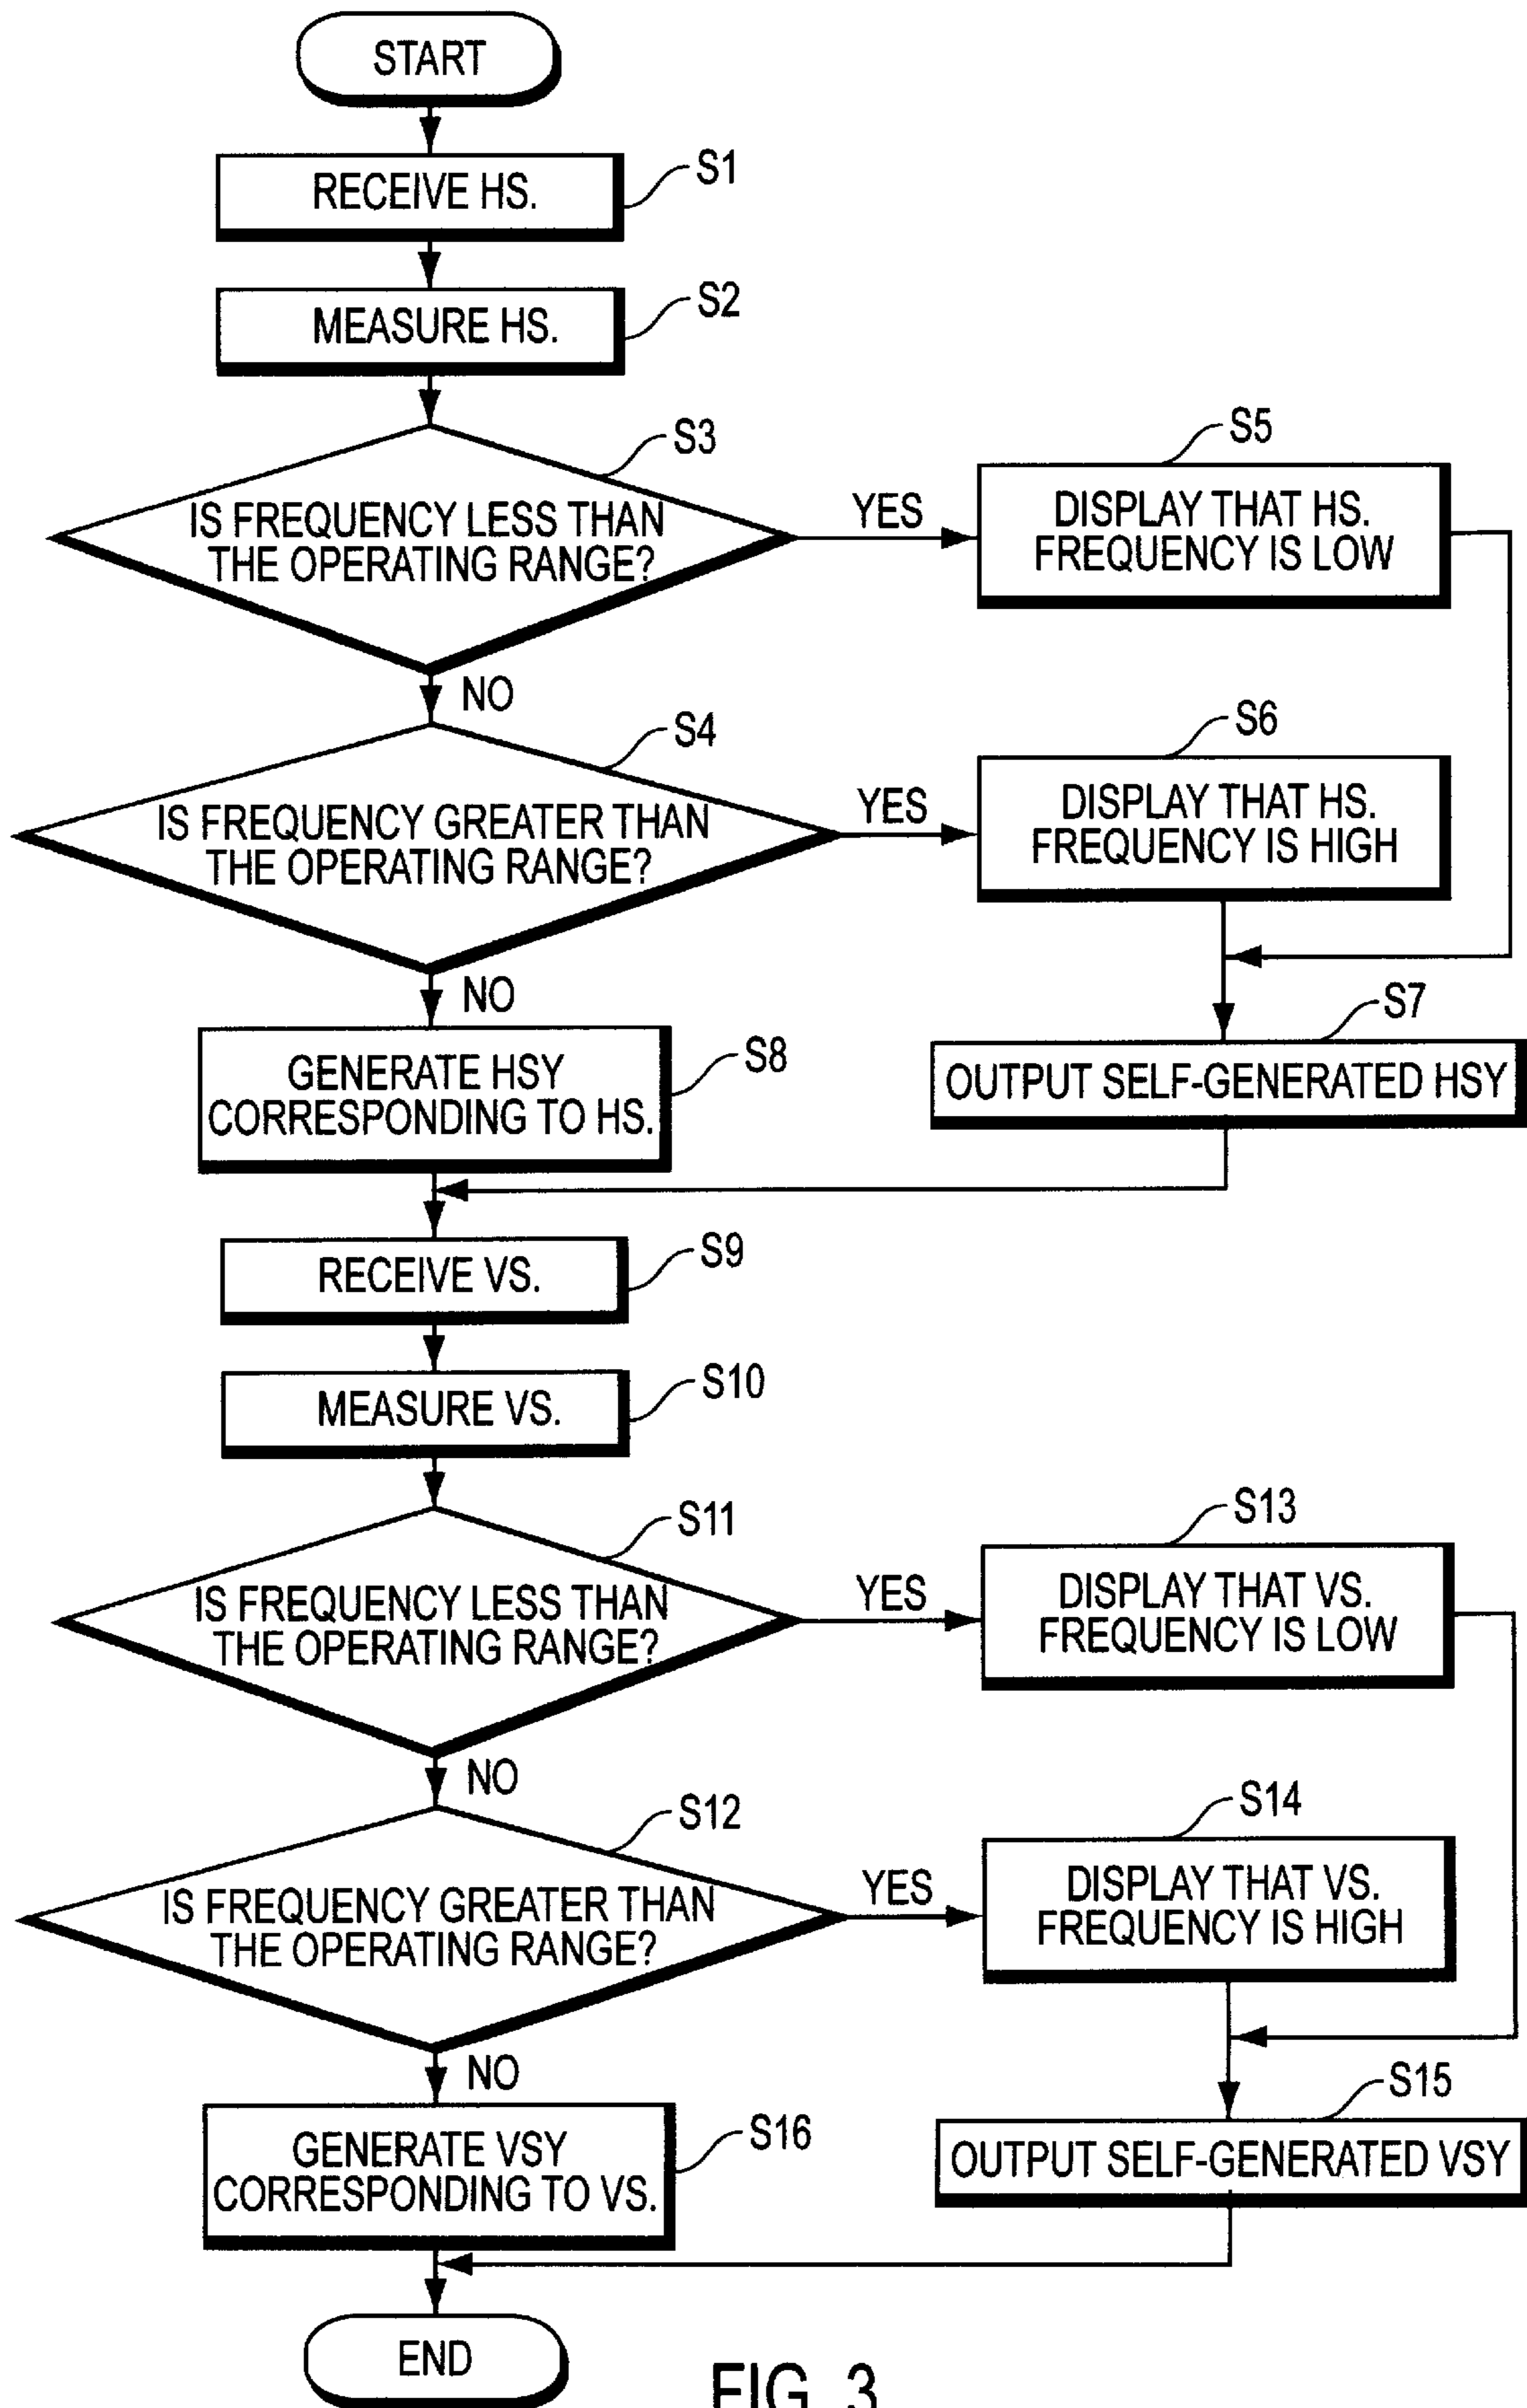 START
RECEIVE HS.
S1
MEASURE HS.
S2
IS FREQUENCY LESS THAN
THE OPERATING RANGE?
S3
YES
DISPLAY THAT HS.
FREQUENCY IS LOW
S5
NO
IS FREQUENCY GREATER THAN
THE OPERATING RANGE?
S4
YES
DISPLAY THAT HS.
FREQUENCY IS HIGH
S6
NO
GENERATE HSY
CORRESPONDING TO HS.
S8
OUTPUT SELF-GENERATED HSY
S7
RECEIVE VS.
S9
MEASURE VS.
S10
IS FREQUENCY LESS THAN
THE OPERATING RANGE?
S11
YES
DISPLAY THAT VS.
FREQUENCY IS LOW
S13
NO
IS FREQUENCY GREATER THAN
THE OPERATING RANGE?
S12
YES
DISPLAY THAT VS.
FREQUENCY IS HIGH
S14
NO
GENERATE VSY
CORRESPONDING TO VS.
S16
OUTPUT SELF-GENERATED VSY
S15
END
FIG. 3